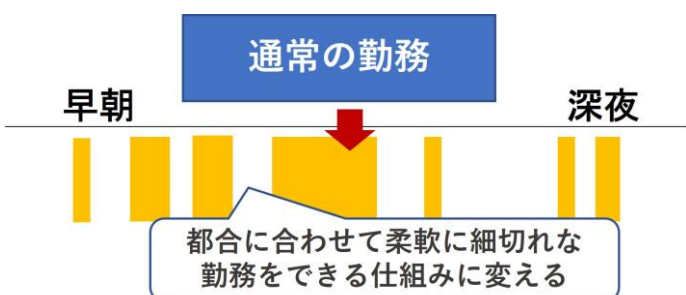 通常の勤務
早朝
深夜
都合に合わせて柔軟に細切れな
勤務をできる仕組みに変える